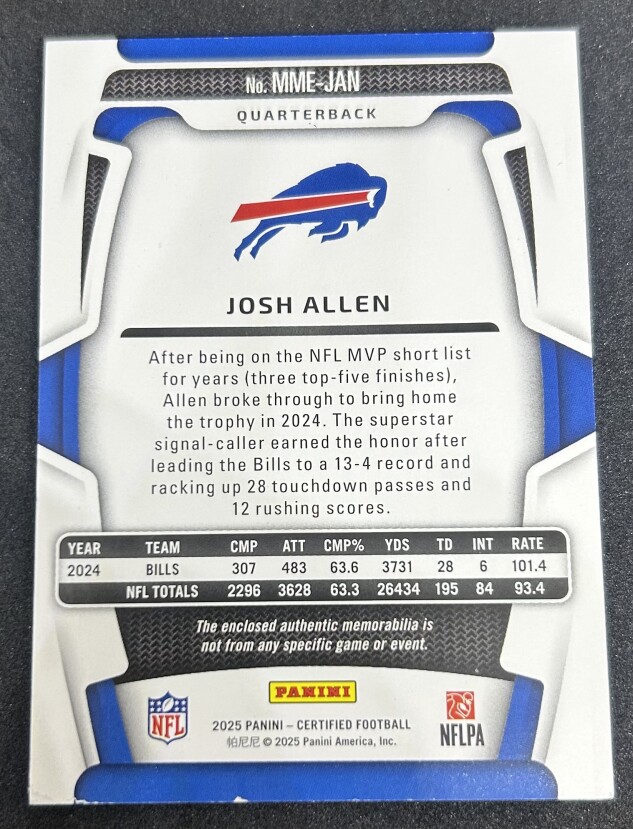 No. MME-JAN
QUARTERBACK
JOSH ALLEN
After being on the NFL MVP short list
for years (three top-five finishes),
Allen broke through to bring home
the trophy in 2024. The superstar
signal-caller earned the honor after
leading the Bills to a 13-4 record and
racking up 28 touchdown passes and
12 rushing scores.
YEAR TEAM CMP ATT CMP% YDS TD INT RATE
2024 BILLS 307 483 63.6 3731 28 6 101.4
NFL TOTALS 2296 3628 63.3 26434 195 84 93.4
The enclosed authentic memorabilia is
not from any specific game or event.
PANINI
NFL
2025 PANINI – CERTIFIED FOOTBALL
帕尼尼 © 2025 Panini America, Inc.
NFLPA